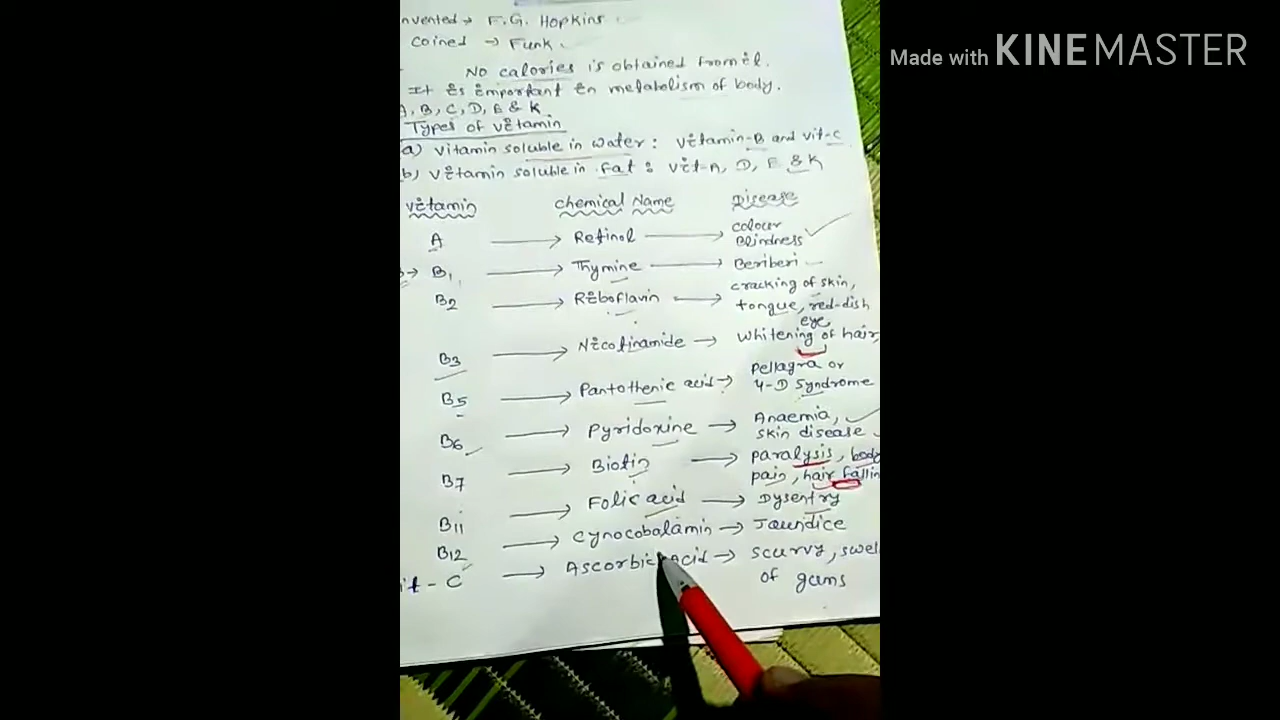 Made with KINEMASTER
nvented → F.G. Hopkins
coined → Funk
No calories is obtained from it.
It is important in metabolism of body.
A, B, C, D, E & K
Types of vitamin
a) vitamin soluble in water : vitamin-B and vit-C
b) vitamin soluble in fat : vit-A, D, E & K
vitamin chemical Name Disease
A → Retinol → colour Blindness
B1 → Thymine → Beriberi
B2 → Riboflavin → cracking of skin, tongue, red-dish eye
B3 → Nicotinamide → whitening of hair,
B5 → Pantothenic acid → pellagra or 4-D Syndrome
B6 → Pyridoxine → Anaemia, skin disease
B7 → Biotin → paralysis, body pain, hair fallin
B11 → Folic acid → Dysentry
B12 → Cynocobalamin → Jaundice
it - C → Ascorbic Acid → scurvy, swel of gums